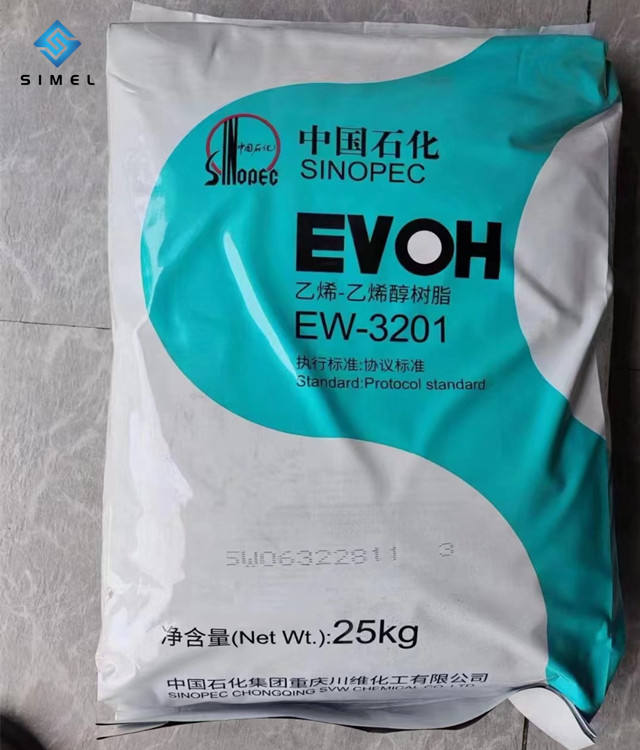 SIMEL
中国石化
SINOPEC
中国石化
SINOPEC
EVOH
乙烯-乙烯醇树脂
EW-3201
执行标准:协议标准
Standard:Protocol standard
SW06322811 3
净含量(Net Wt.):25kg
中国石化集团重庆川维化工有限公司
SINOPEC CHONGQING SVW CHEMICAL CO.,LTD